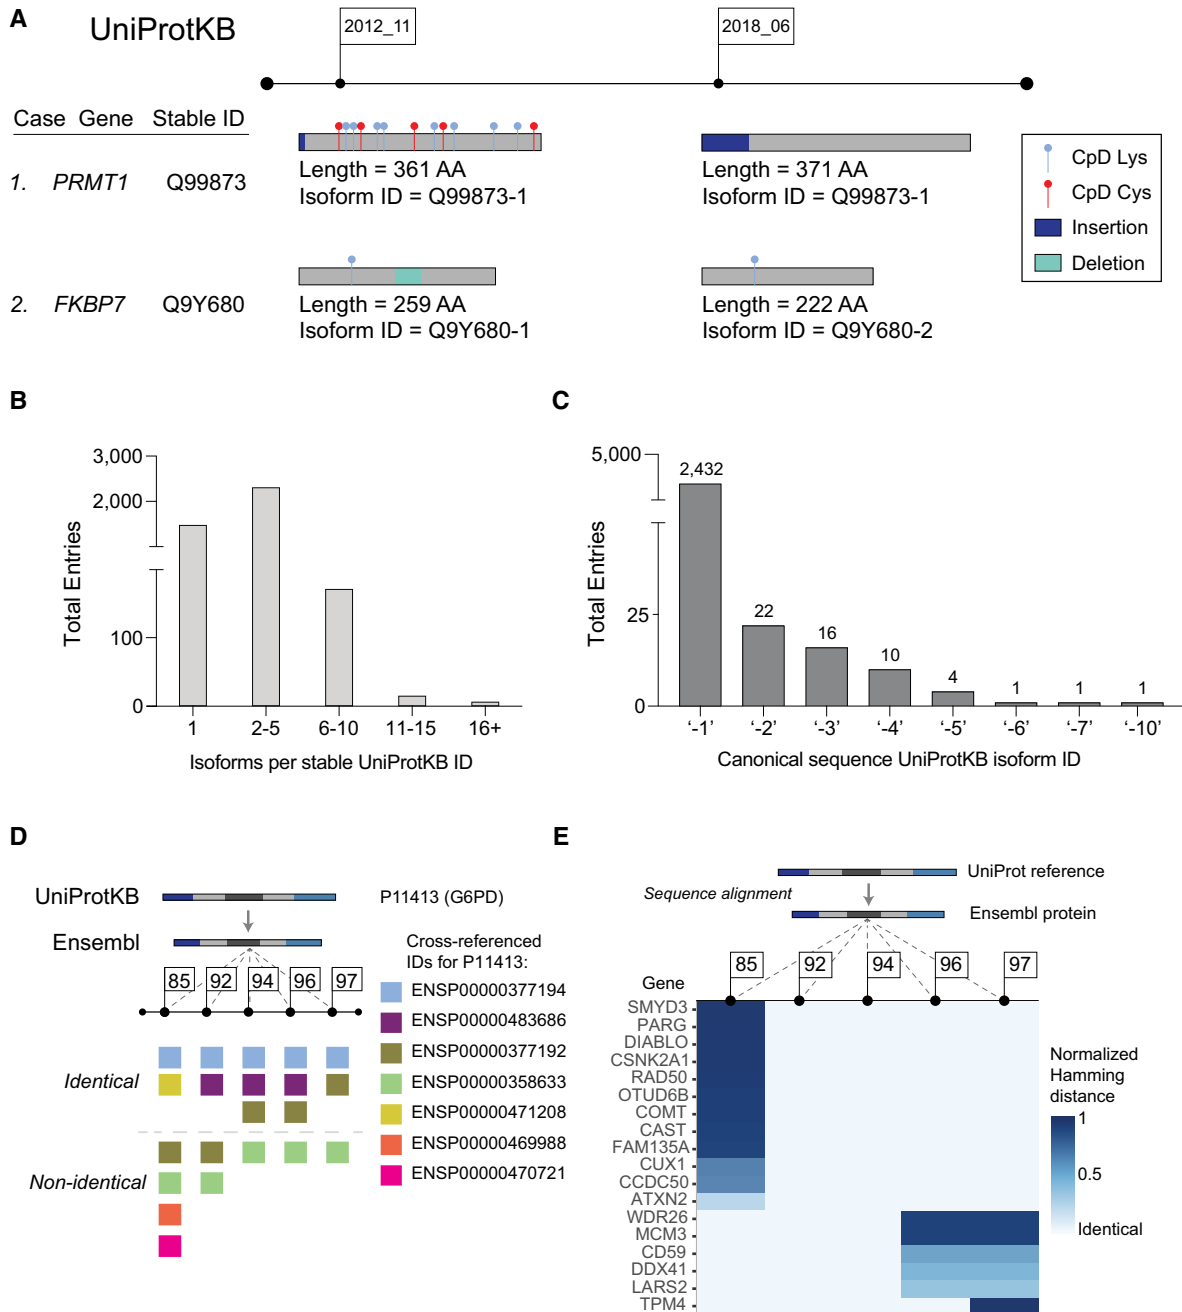 A
UniProtKB
2012_11
2018_06
Case Gene Stable ID
1. PRMT1 Q99873
Length = 361 AA
Isoform ID = Q99873-1
Length = 371 AA
Isoform ID = Q99873-1
2. FKBP7 Q9Y680
Length = 259 AA
Isoform ID = Q9Y680-1
Length = 222 AA
Isoform ID = Q9Y680-2
CpD Lys
CpD Cys
Insertion
Deletion
B
Total Entries
3,000
2,000
100
0
1 2-5 6-10 11-15 16+
Isoforms per stable UniProtKB ID
C
Total Entries
5,000
25
0
2,432
22
16
10
4
1
1
1
‘-1’ ‘-2’ ‘-3’ ‘-4’ ‘-5’ ‘-6’ ‘-7’ ‘-10’
Canonical sequence UniProtKB isoform ID
D
UniProtKB
P11413 (G6PD)
Ensembl
85 92 94 96 97
Identical
Non-identical
Cross-referenced
IDs for P11413:
ENSP00000377194
ENSP00000483686
ENSP00000377192
ENSP00000358633
ENSP00000471208
ENSP00000469988
ENSP00000470721
E
UniProt reference
Sequence alignment
Ensembl protein
85 92 94 96 97
Gene
SMYD3
PARG
DIABLO
CSNK2A1
RAD50
OTUD6B
COMT
CAST
FAM135A
CUX1
CCDC50
ATXN2
WDR26
MCM3
CD59
DDX41
LARS2
TPM4
Normalized
Hamming
distance
1
0.5
Identical